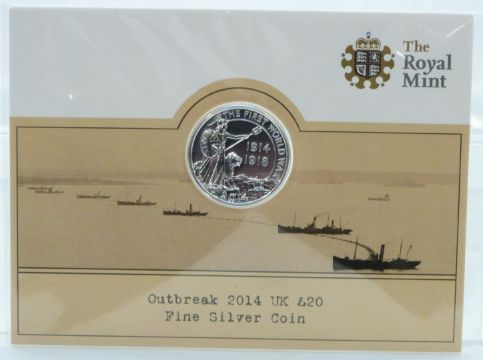 The
Royal
Mint
THE FIRST WORLD WAR
1914
1918
Outbreak 2014 UK £20
Fine Silver Coin